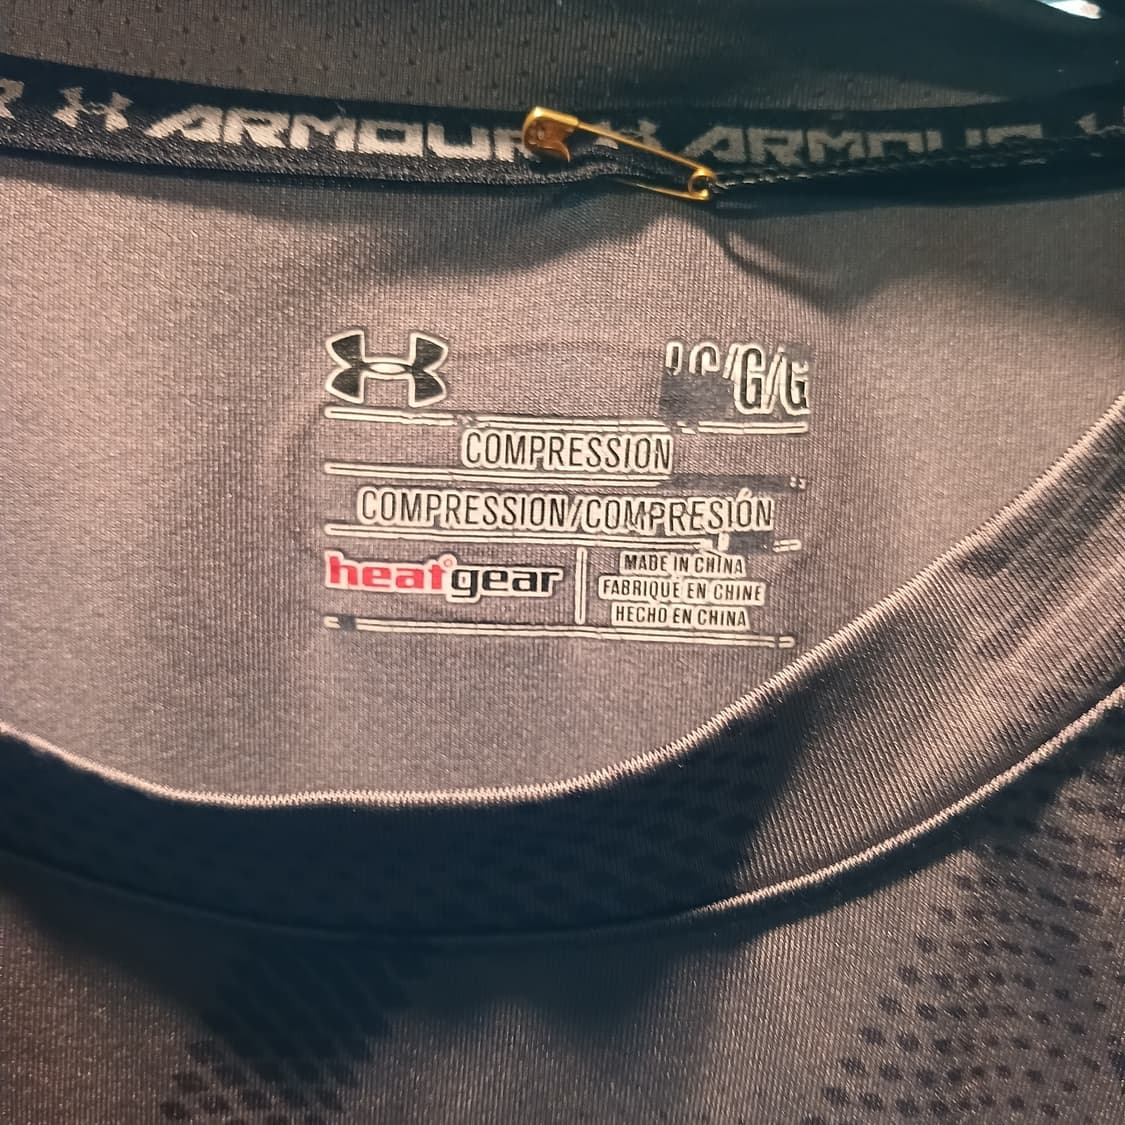 ARMOUR ARMOUR
G/G
COMPRESSION
COMPRESSION/COMPRESIÓN
heatgear
MADE IN CHINA
FABRIQUÉ EN CHINE
HECHO EN CHINA